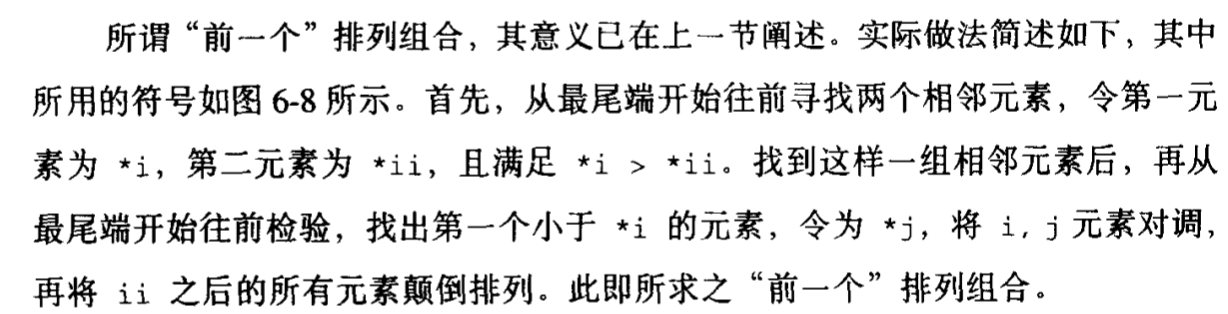 所谓“前一个”排列组合，其意义已在上一节阐述。实际做法简述如下，其中
所用的符号如图 6-8 所示。首先，从最尾端开始往前寻找两个相邻元素，令第一元
素为 *i，第二元素为 *ii，且满足 *i > *ii。找到这样一组相邻元素后，再从
最尾端开始往前检验，找出第一个小于 *i 的元素，令为 *j，将 i, j 元素对调，
再将 ii 之后的所有元素颠倒排列。此即所求之“前一个”排列组合。